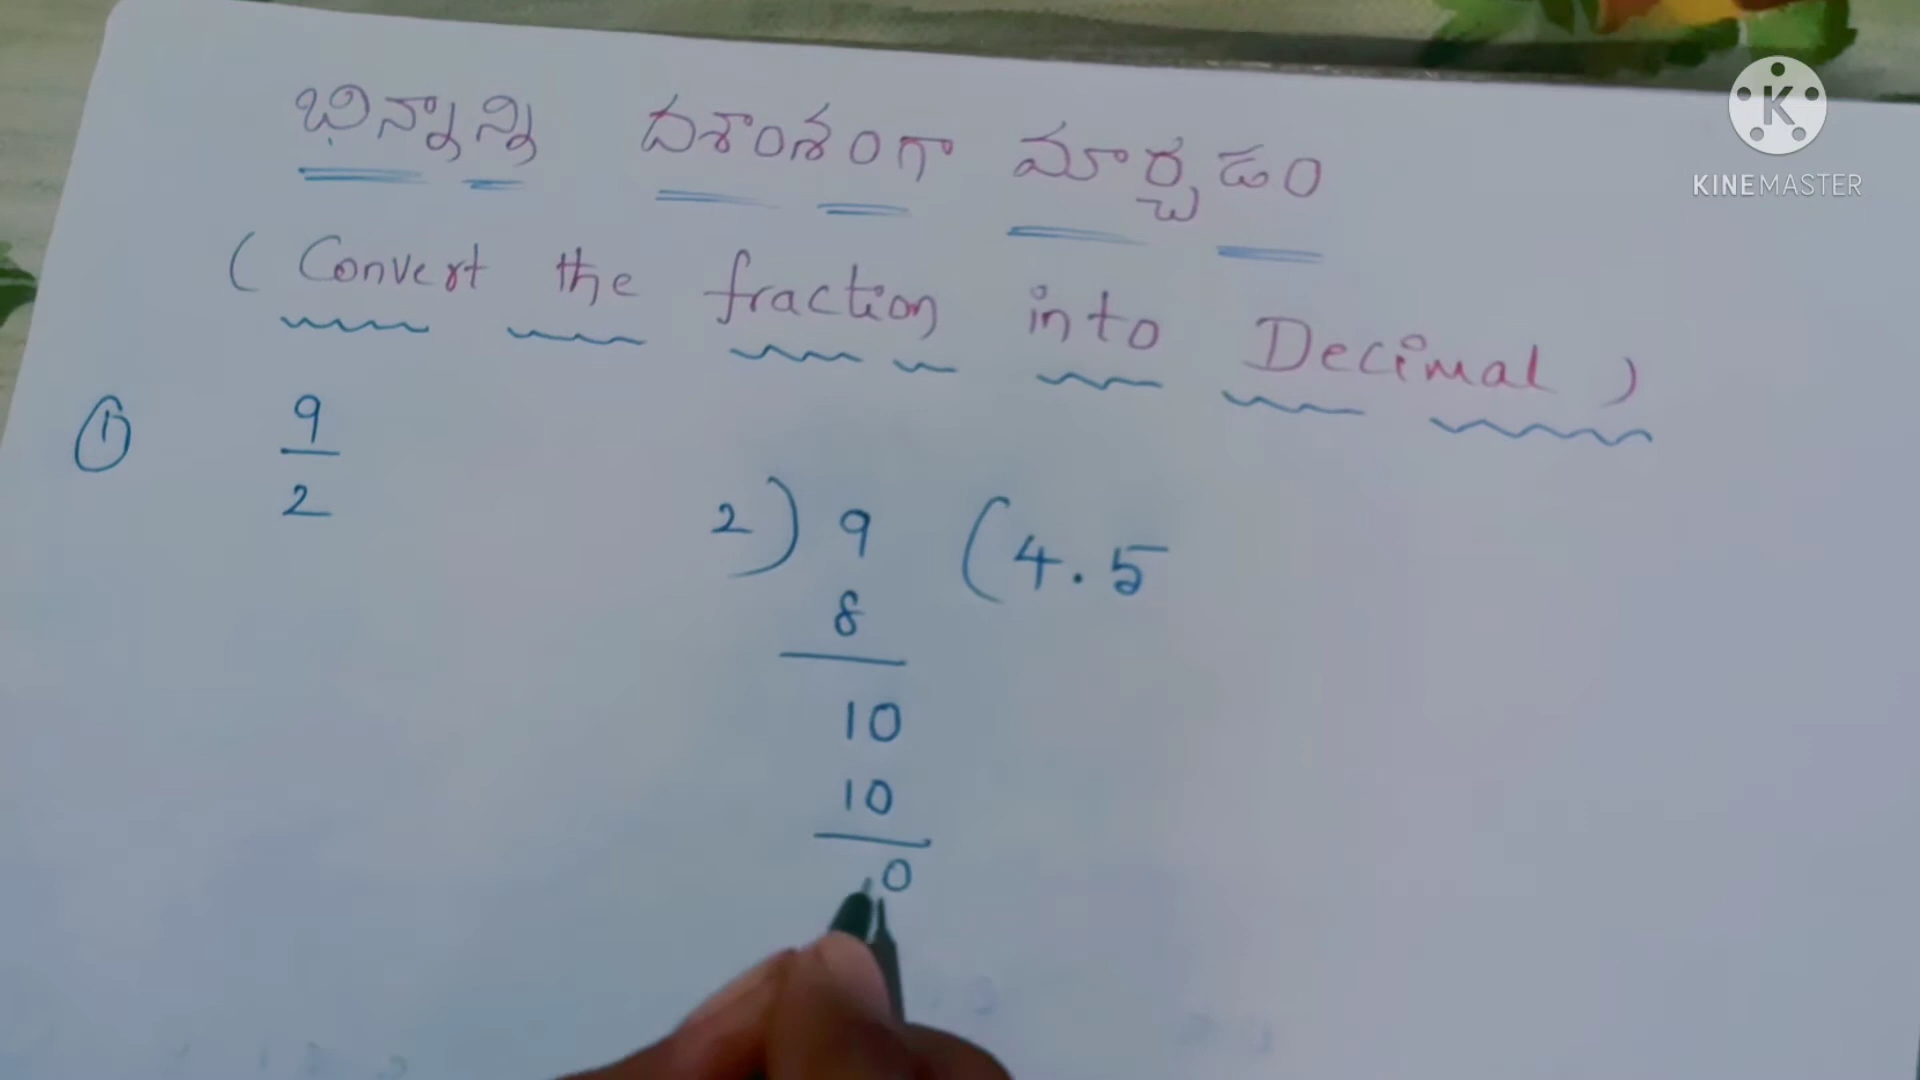 భిన్నాన్ని దశాంశంగా మార్చడం
KINEMASTER
( Convert the fraction into Decimal )
① 9
2
2 ) 9 ( 4.5
8
10
10
0